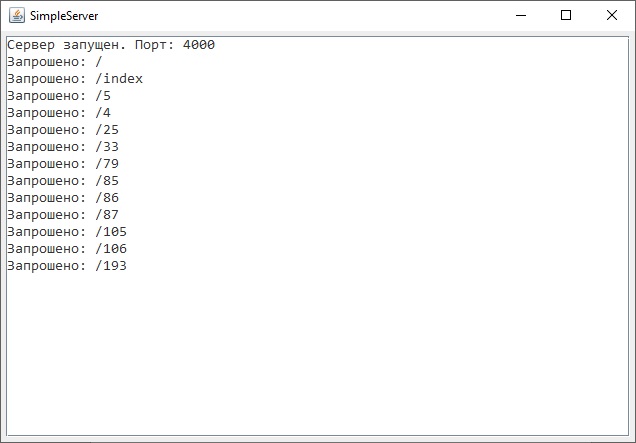 SimpleServer
Сервер запущен. Порт: 4000
Запрошено: /
Запрошено: /index
Запрошено: /5
Запрошено: /4
Запрошено: /25
Запрошено: /33
Запрошено: /79
Запрошено: /85
Запрошено: /86
Запрошено: /87
Запрошено: /105
Запрошено: /106
Запрошено: /193